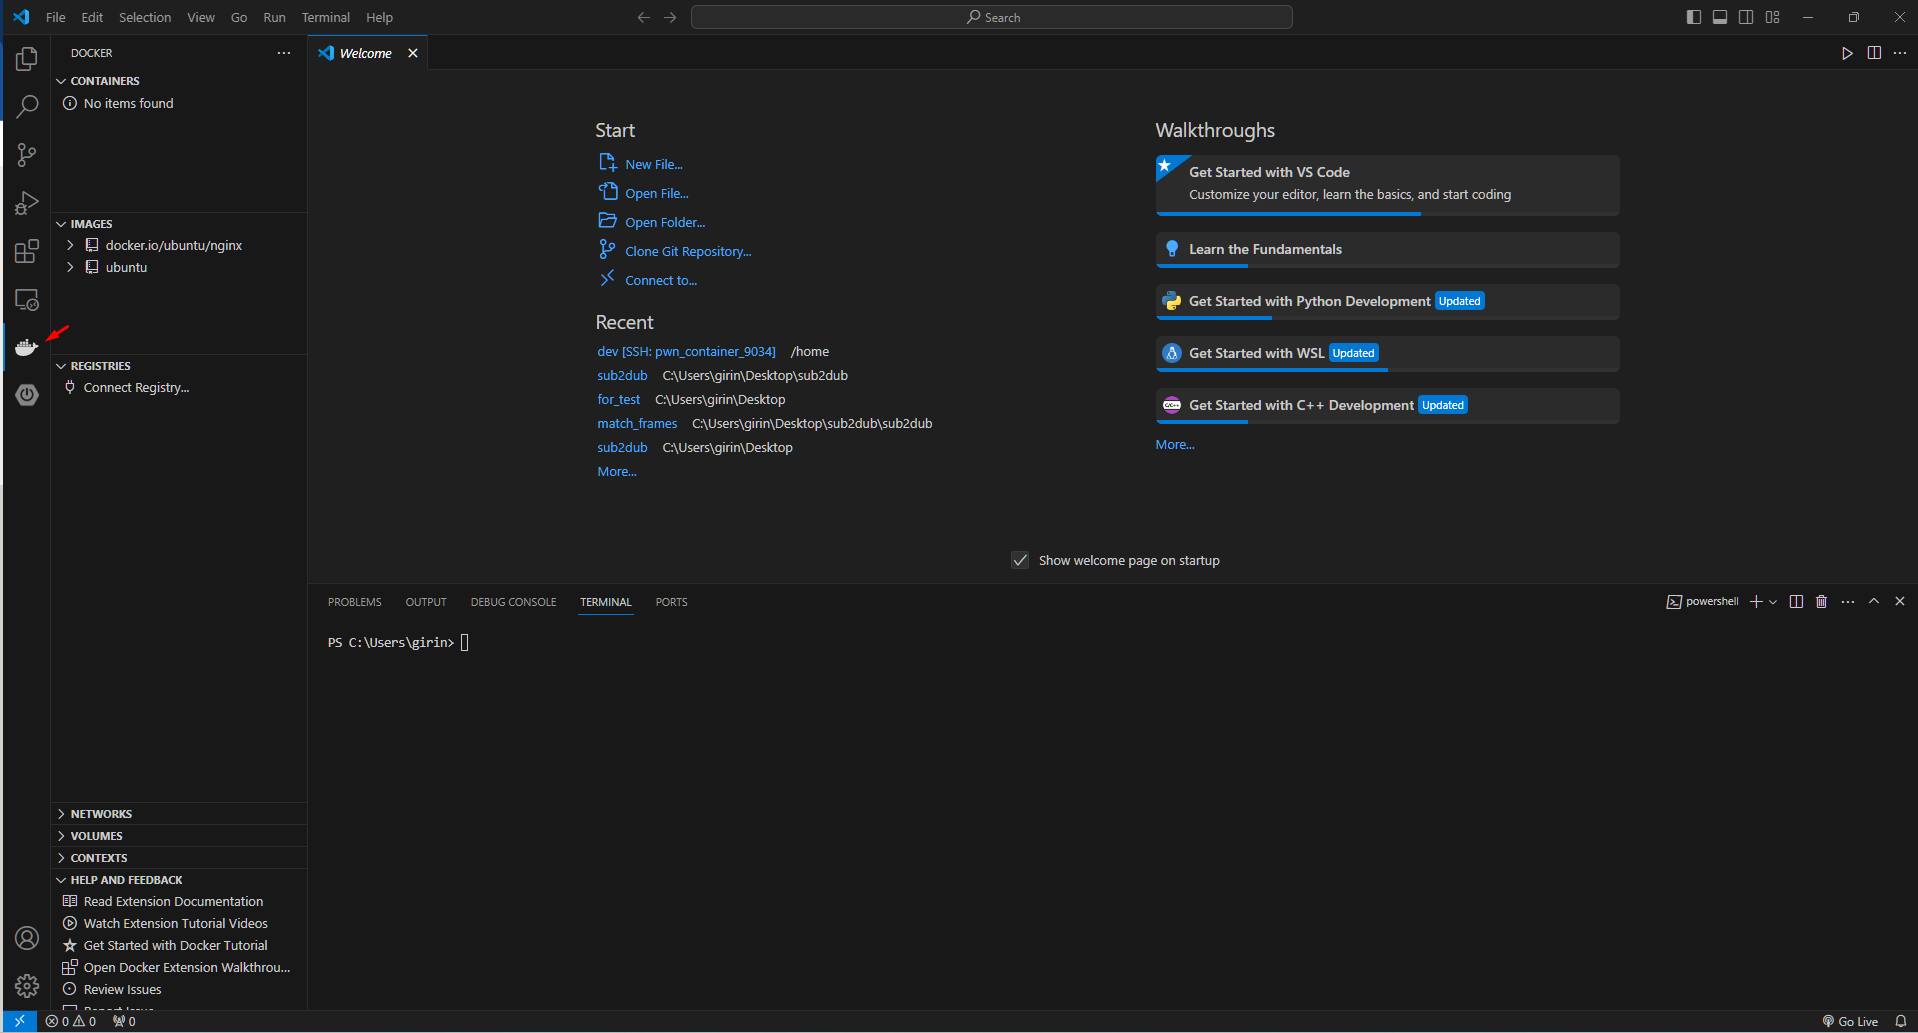 File Edit Selection View Go Run Terminal Help
Search
DOCKER
CONTAINERS
No items found
IMAGES
docker.io/ubuntu/nginx
ubuntu
REGISTRIES
Connect Registry...
NETWORKS
VOLUMES
CONTEXTS
HELP AND FEEDBACK
Read Extension Documentation
Watch Extension Tutorial Videos
Get Started with Docker Tutorial
Open Docker Extension Walkthrou...
Review Issues
Welcome
Start
New File...
Open File...
Open Folder...
Clone Git Repository...
Connect to...
Recent
dev [SSH: pwn_container_9034] /home
sub2dub C:\Users\girin\Desktop\sub2dub
for_test C:\Users\girin\Desktop
match_frames C:\Users\girin\Desktop\sub2dub\sub2dub
sub2dub C:\Users\girin\Desktop
More...
Walkthroughs
Get Started with VS Code
Customize your editor, learn the basics, and start coding
Learn the Fundamentals
Get Started with Python Development Updated
Get Started with WSL Updated
C/C++ Get Started with C++ Development Updated
More...
Show welcome page on startup
PROBLEMS OUTPUT DEBUG CONSOLE TERMINAL PORTS
powershell
PS C:\Users\girin>
0 0 0
Go Live